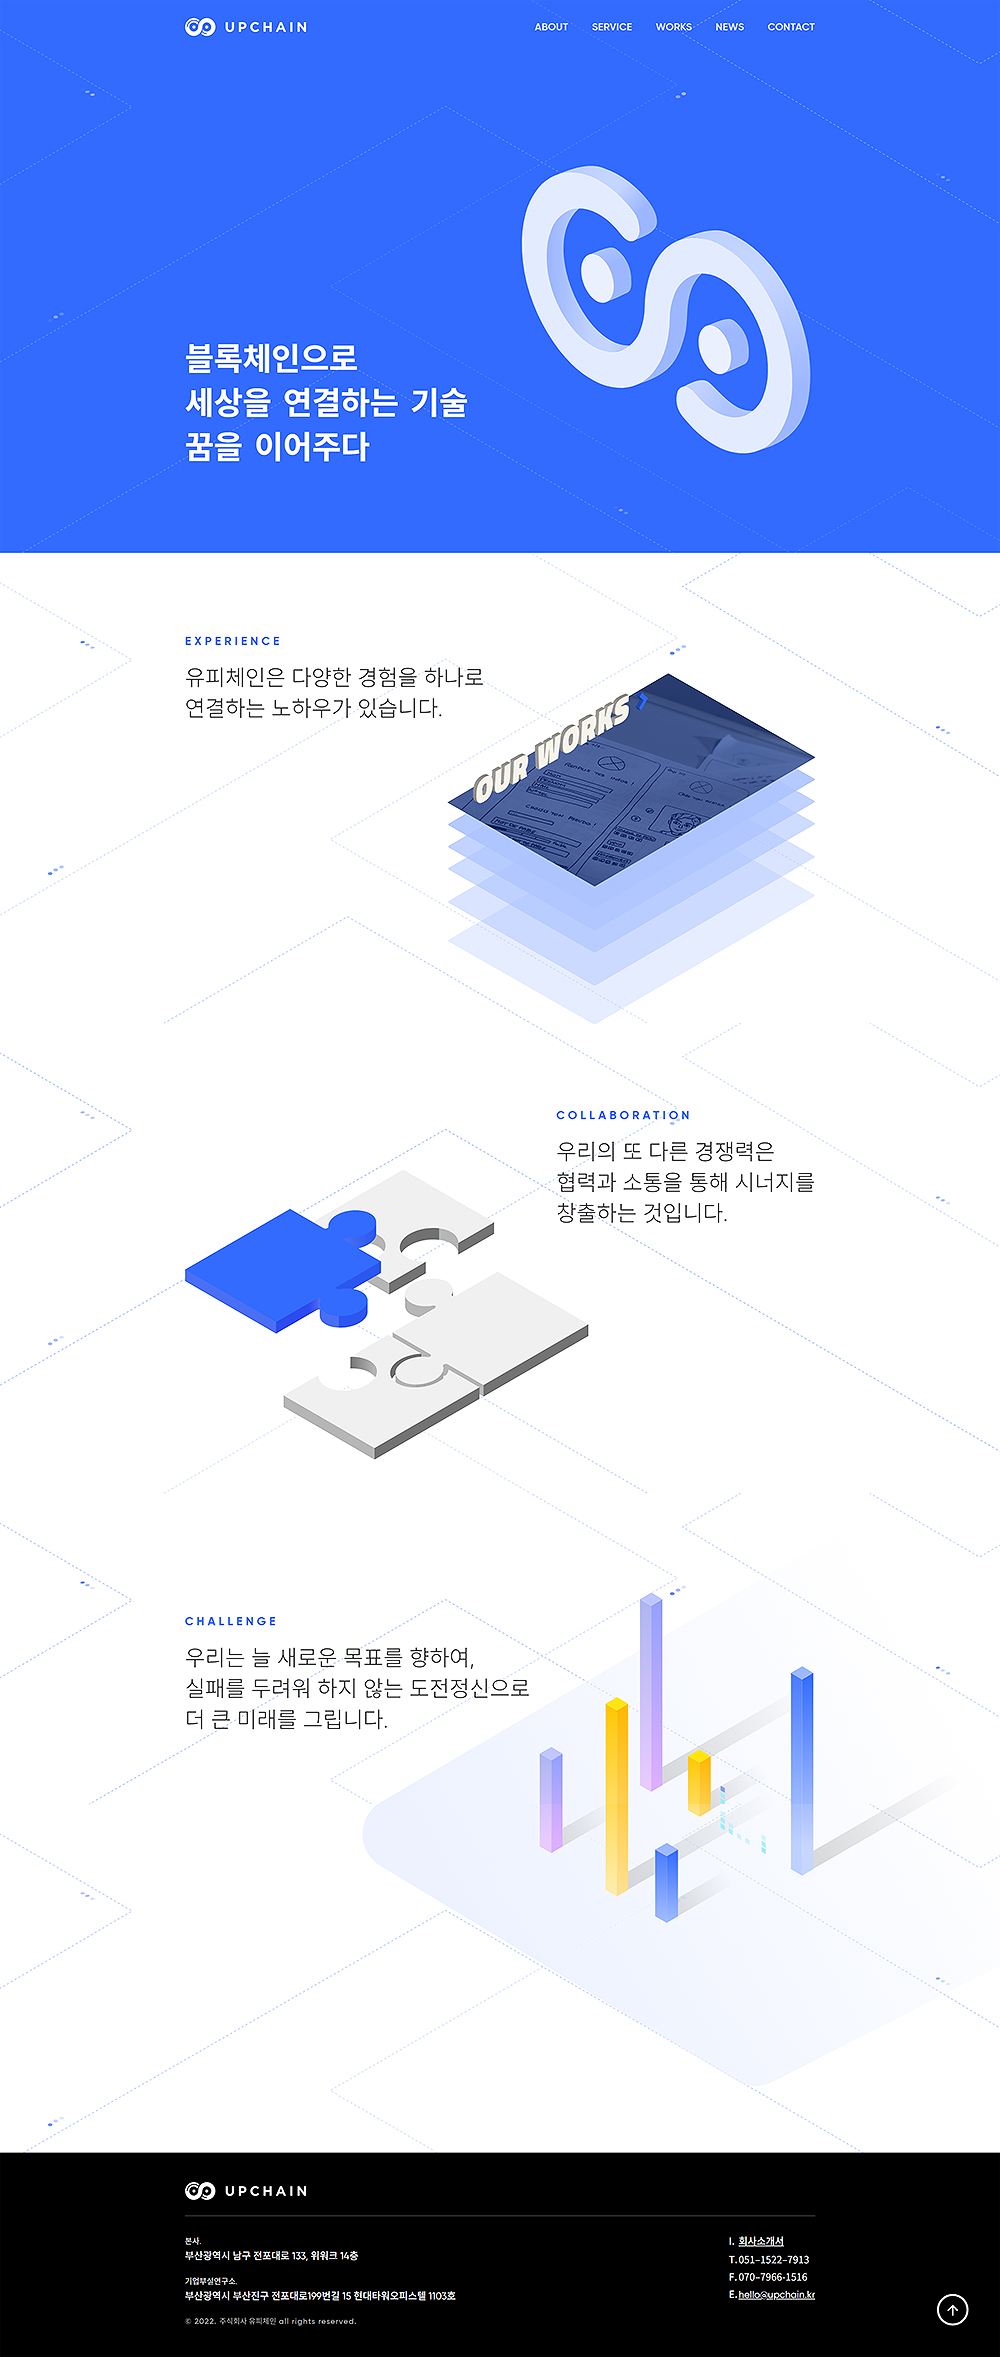 UPCHAIN
ABOUT SERVICE WORKS NEWS CONTACT
블록체인으로
세상을 연결하는 기술
꿈을 이어주다
EXPERIENCE
유피체인은 다양한 경험을 하나로
연결하는 노하우가 있습니다.
OUR WORKS
COLLABORATION
우리의 또 다른 경쟁력은
협력과 소통을 통해 시너지를
창출하는 것입니다.
CHALLENGE
우리는 늘 새로운 목표를 향하여,
실패를 두려워 하지 않는 도전정신으로
더 큰 미래를 그립니다.
UPCHAIN
본사.
부산광역시 남구 전포대로 133, 위워크 14층
기업부설연구소.
부산광역시 부산진구 전포대로199번길 15 현대타워오피스텔 1103호
© 2022. 주식회사 유피체인 all rights reserved.
I. 회사소개서
T. 051-1522-7913
F. 070-7966-1516
E. hello@upchain.kr